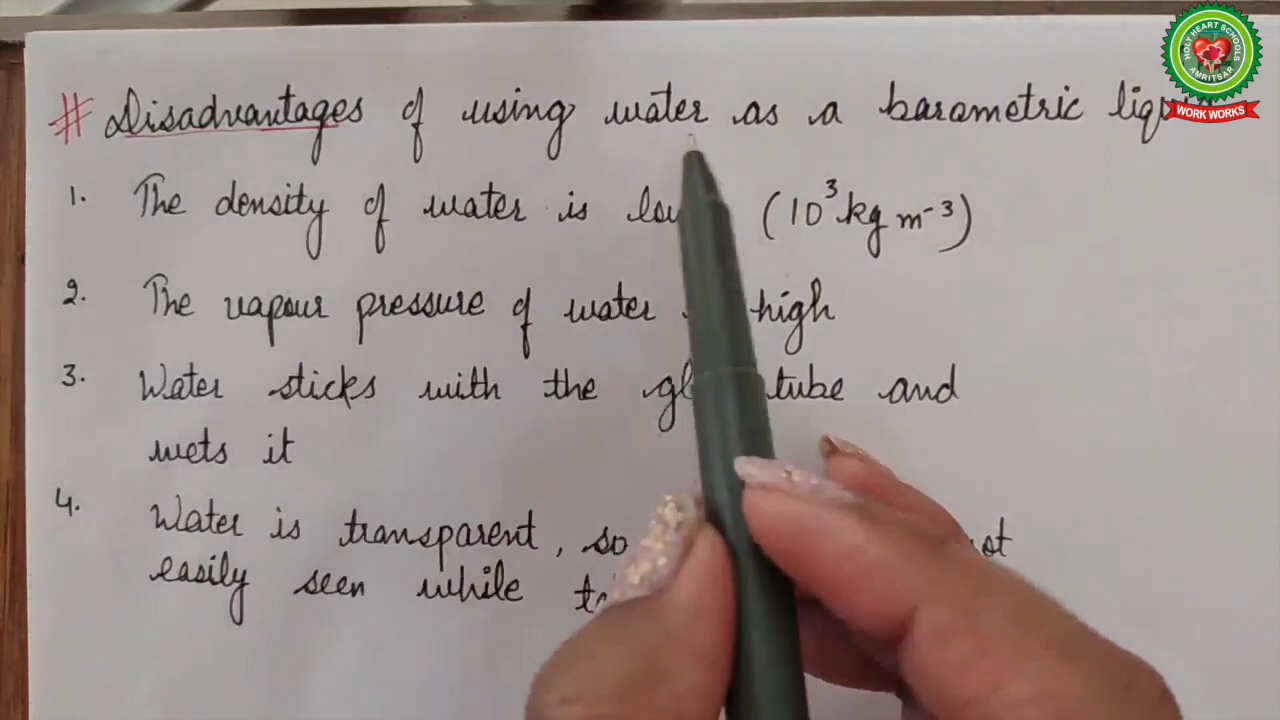 # Disadvantages of using water as a barometric
1. The density of water is (10³ kg m⁻³)
2. The vapour pressure of water high
3. Water sticks with the tube and
wets it
4. Water is transparent, so
easily seen while
HOLY HEART SCHOOLS
AMRITSAR
WORK WORKS